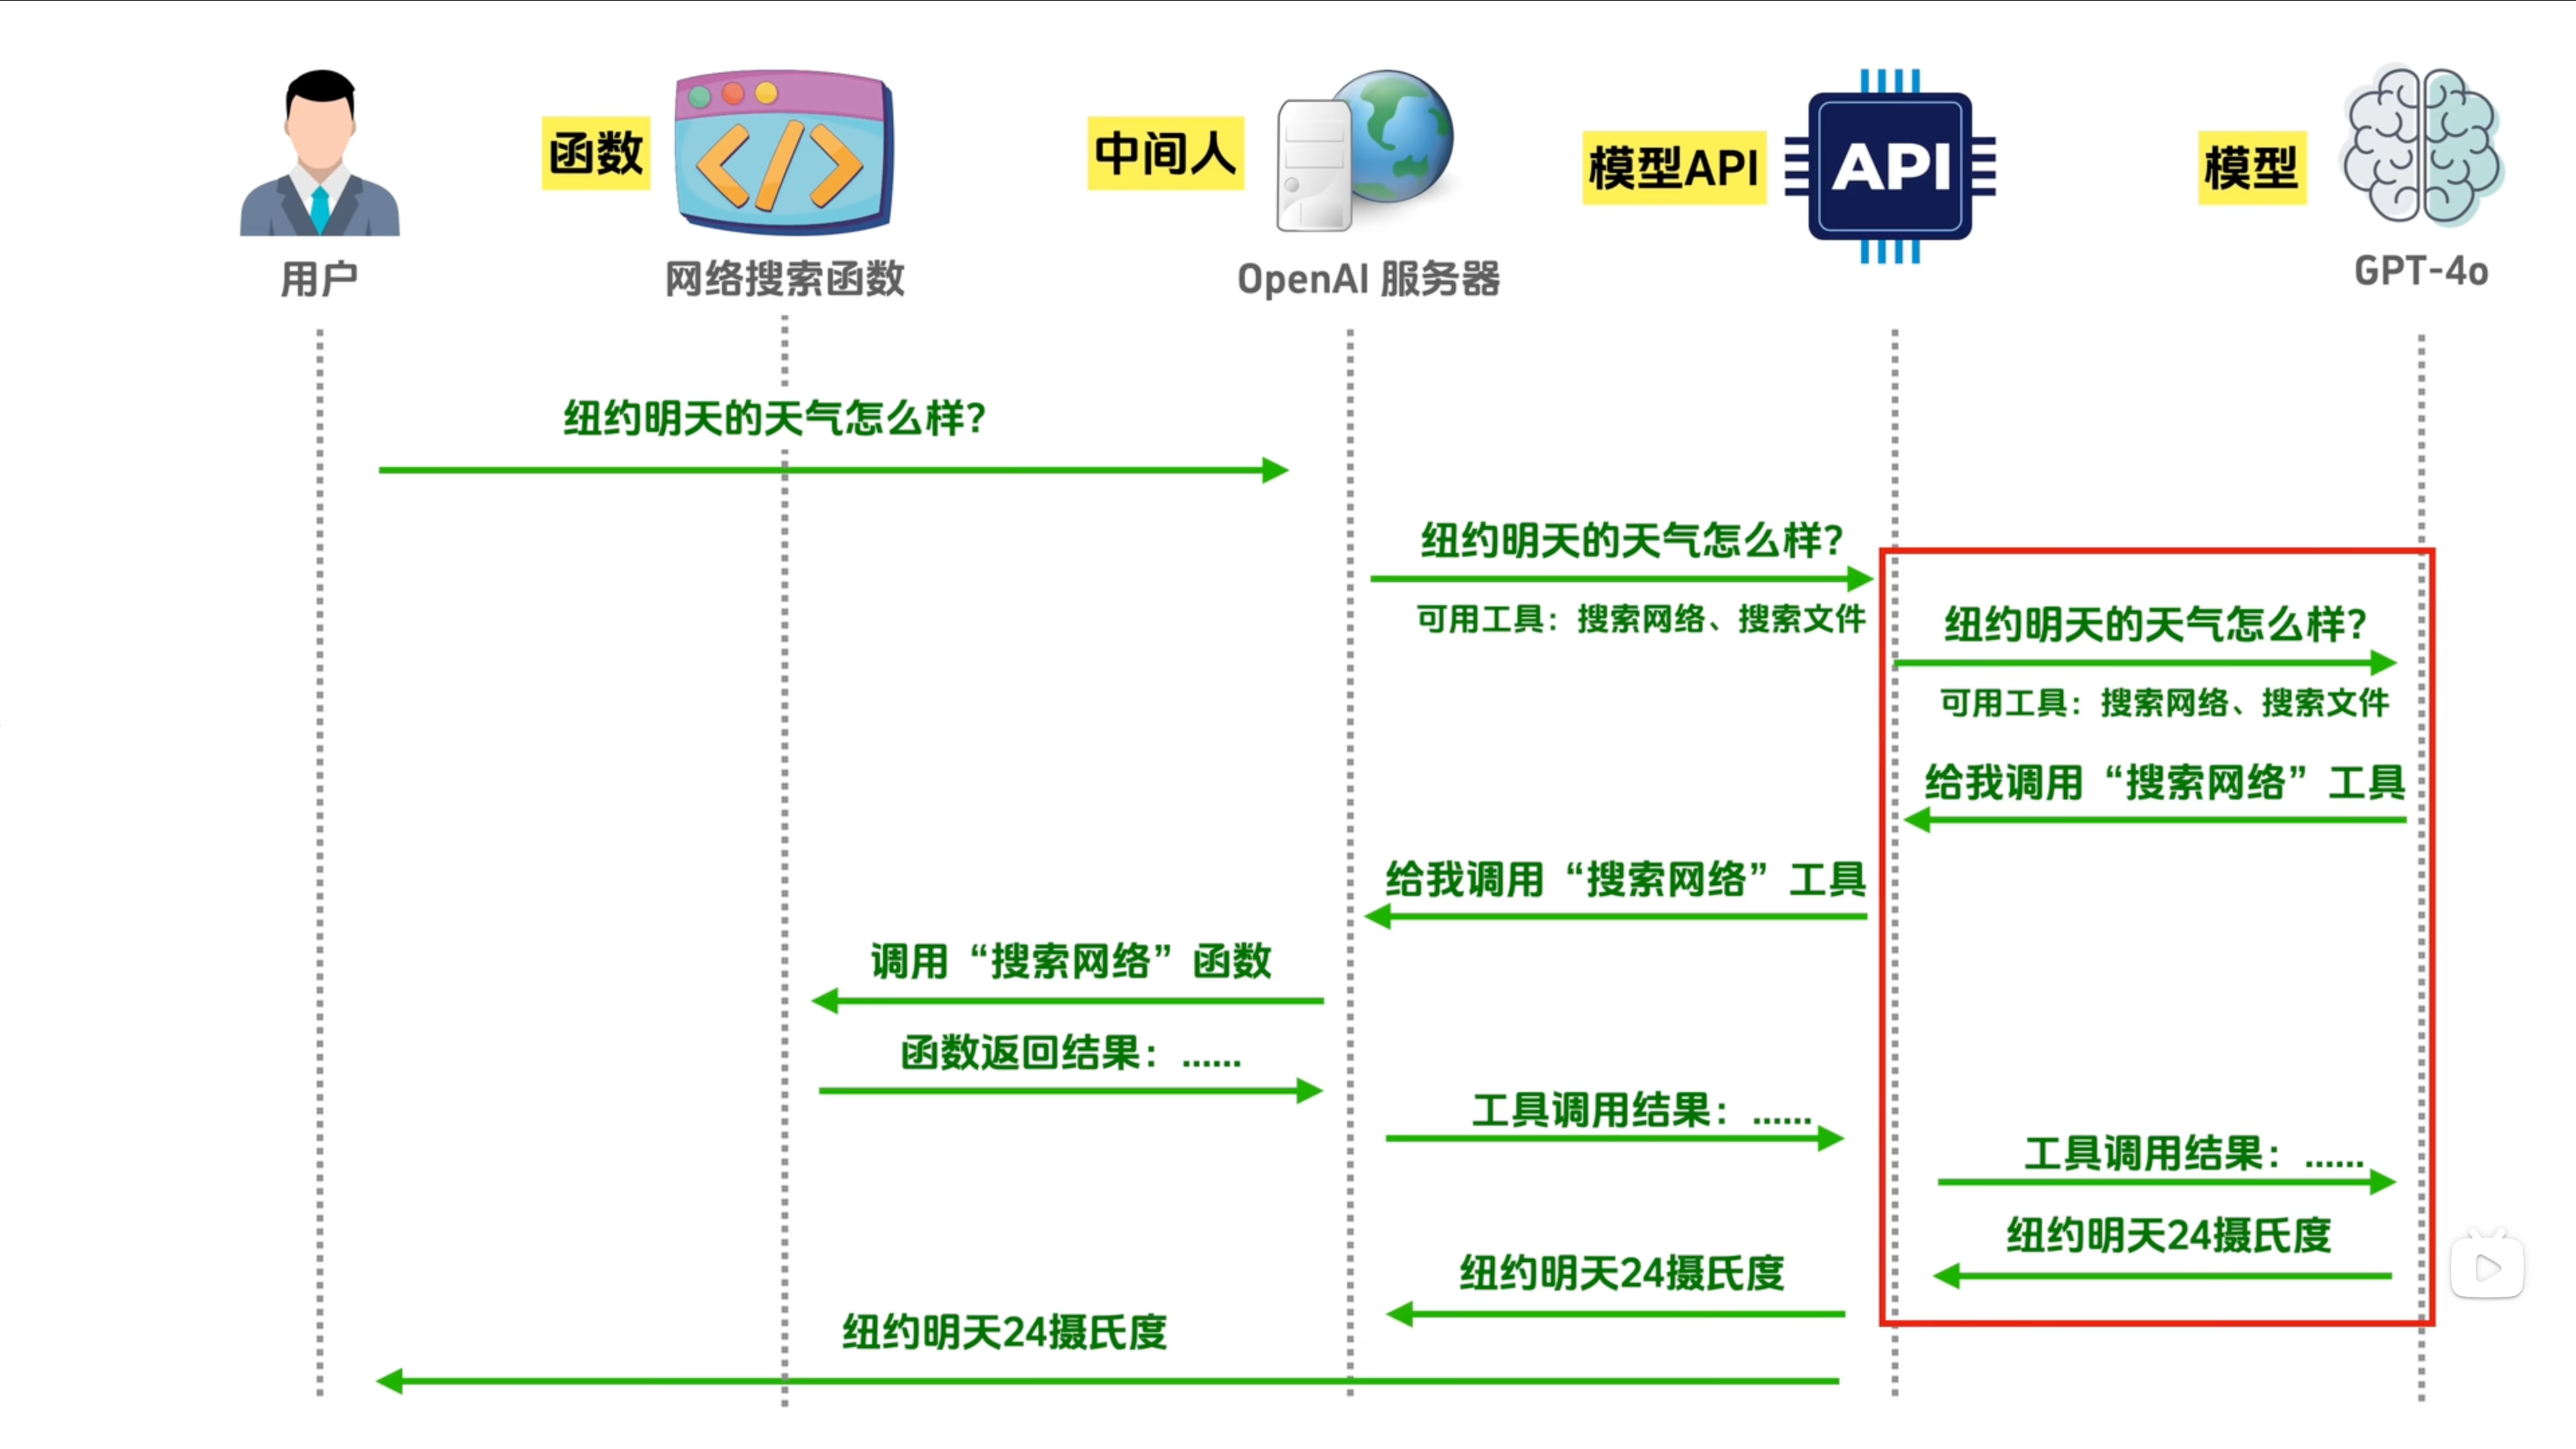 函数
中间人
模型API
API
模型
用户
网络搜索函数
OpenAI 服务器
GPT-4o
纽约明天的天气怎么样？
纽约明天的天气怎么样？
可用工具：搜索网络、搜索文件
纽约明天的天气怎么样？
可用工具：搜索网络、搜索文件
给我调用“搜索网络”工具
给我调用“搜索网络”工具
调用“搜索网络”函数
函数返回结果：......
工具调用结果：......
工具调用结果：......
纽约明天24摄氏度
纽约明天24摄氏度
纽约明天24摄氏度